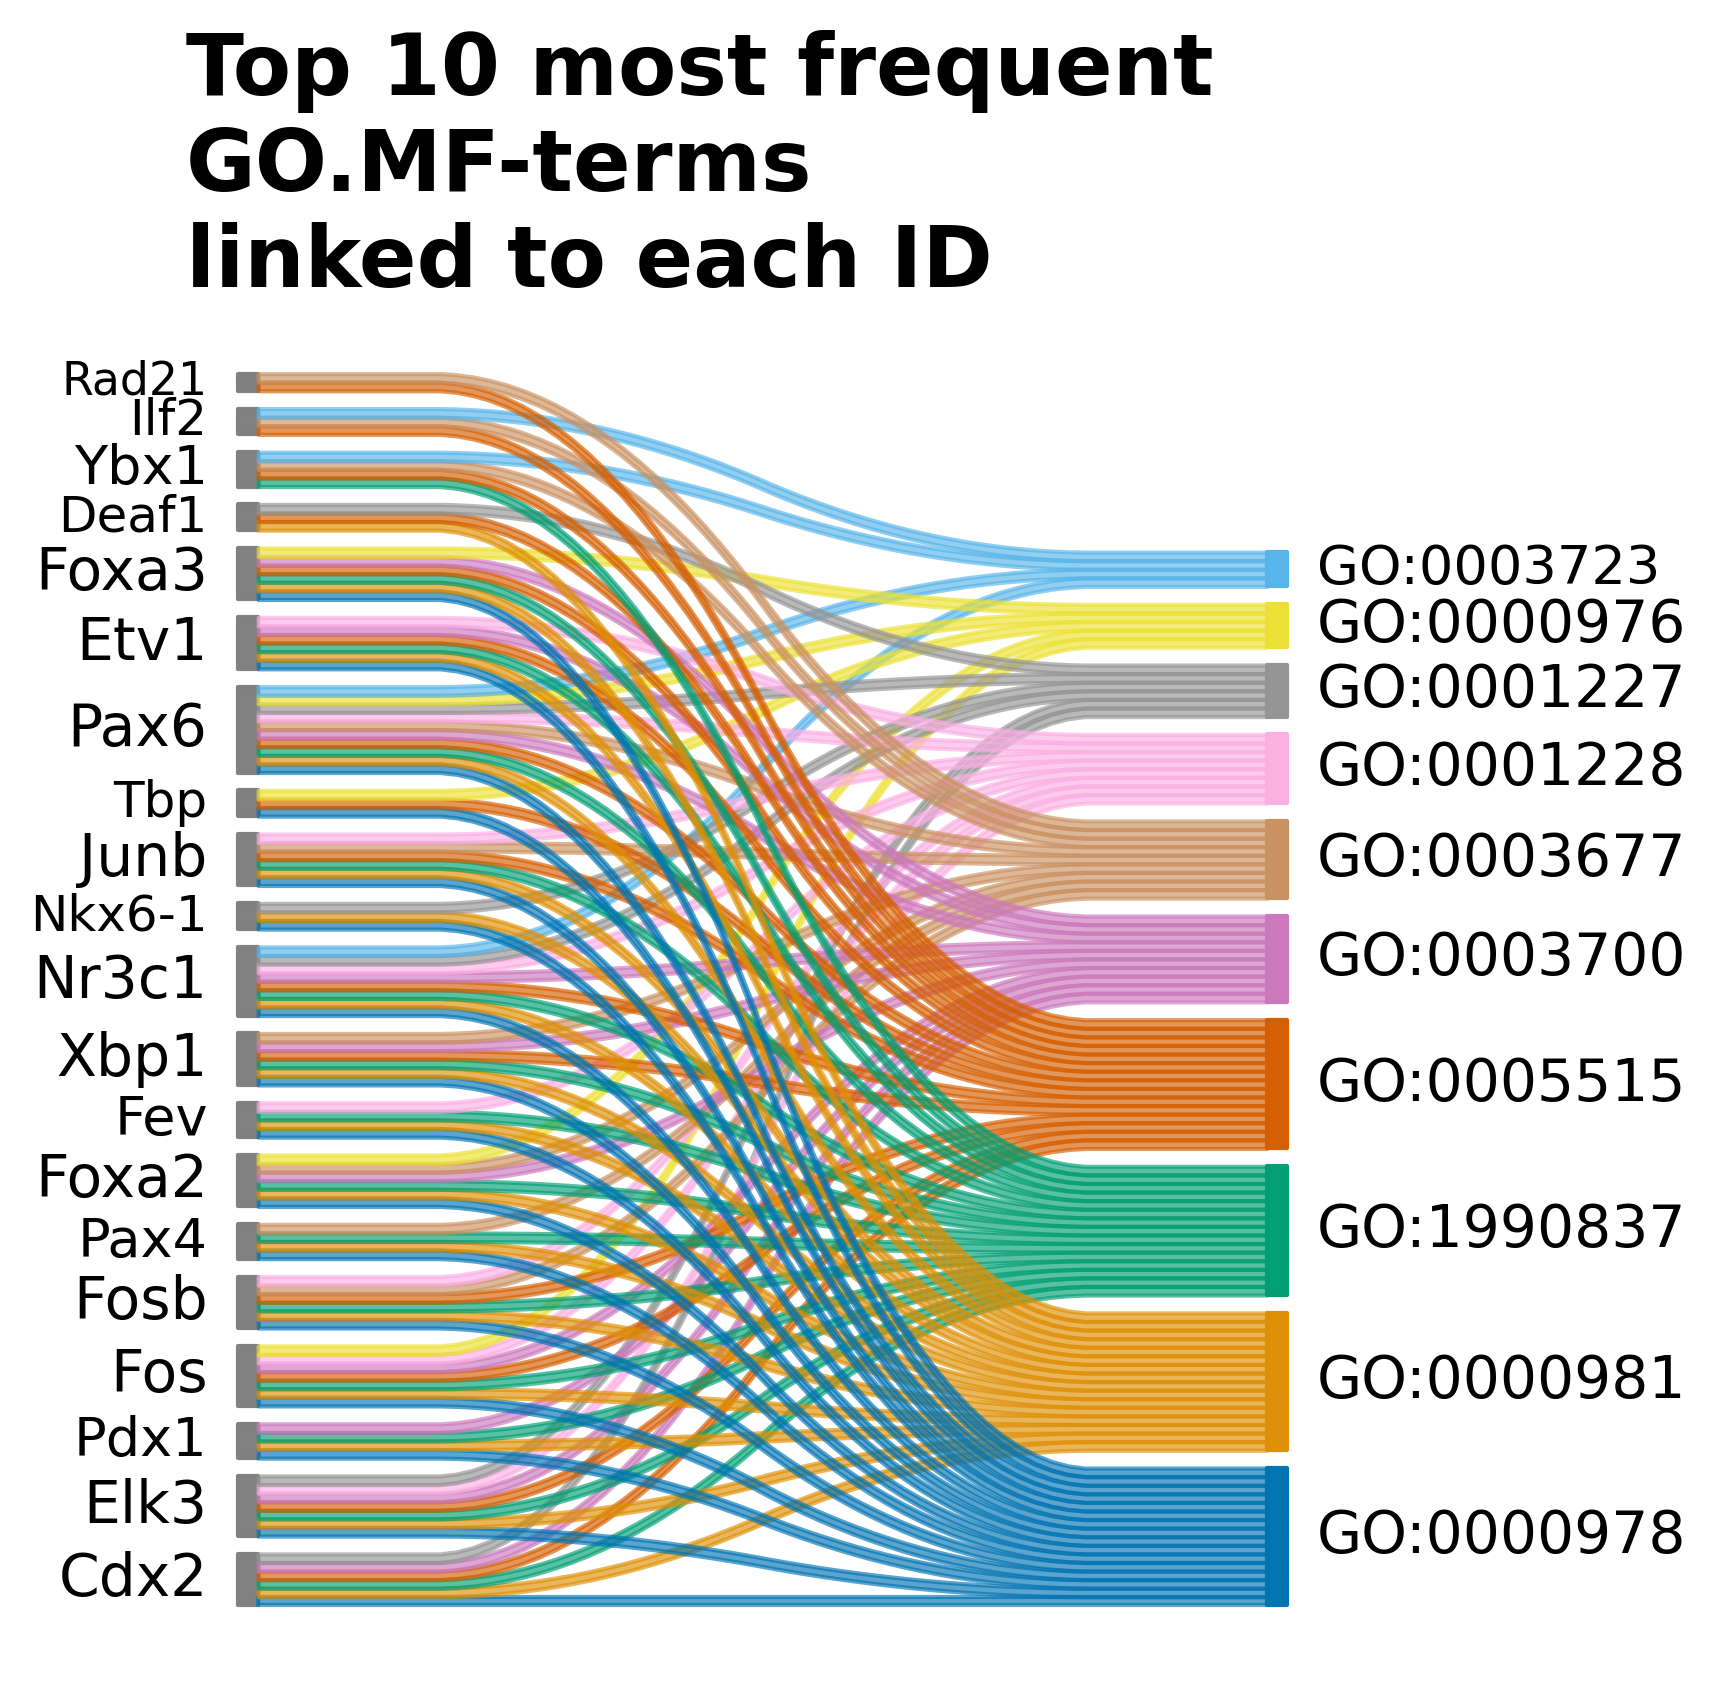 Top 10 most frequent
GO.MF-terms
linked to each ID
Rad21
Ilf2
Ybx1
Deaf1
Foxa3
Etv1
Pax6
Tbp
Junb
Nkx6-1
Nr3c1
Xbp1
Fev
Foxa2
Pax4
Fosb
Fos
Pdx1
Elk3
Cdx2
GO:0003723
GO:0000976
GO:0001227
GO:0001228
GO:0003677
GO:0003700
GO:0005515
GO:1990837
GO:0000981
GO:0000978